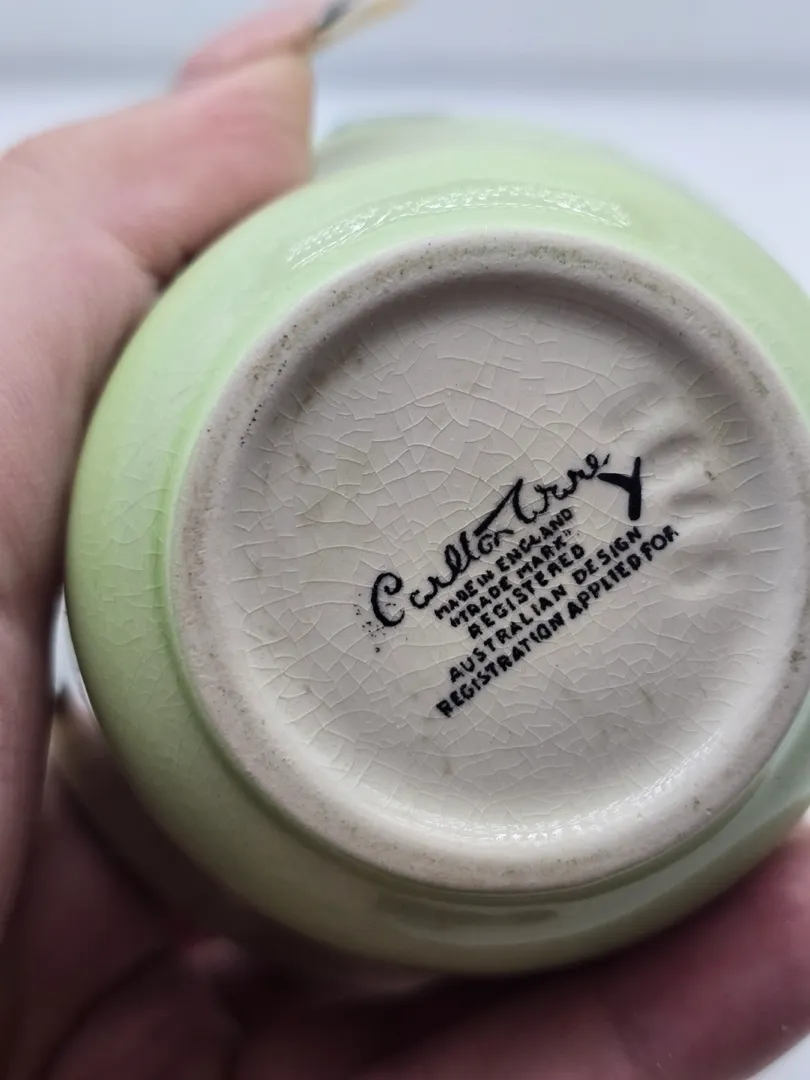 Carlton Ware
Y
MADE IN ENGLAND
"TRADE MARK"
REGISTERED
AUSTRALIAN DESIGN
REGISTRATION APPLIED FOR